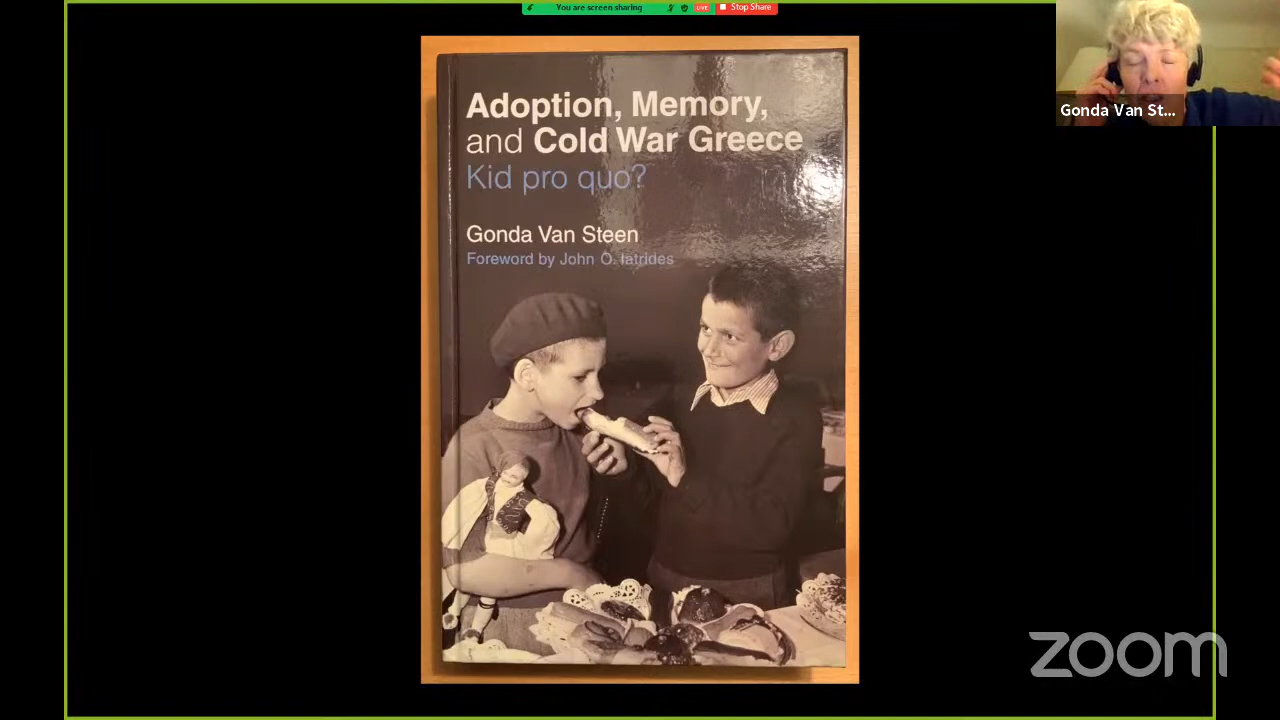 You are screen sharing
LIVE
Stop Share
Gonda Van St...
Adoption, Memory,
and Cold War Greece
Kid pro quo?
Gonda Van Steen
Foreword by John O. Iatrides
zoom